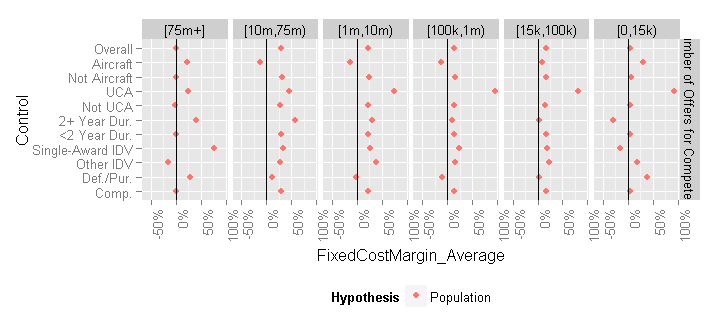 [75m+] [10m,75m) [1m,10m) [100k,1m) [15k,100k) [0,15k)
Overall
Aircraft
Not Aircraft
UCA
Not UCA
2+ Year Dur.
<2 Year Dur.
Single-Award IDV
Other IDV
Def./Pur.
Comp.
Control
umber of Offers for Compete
-50% 0% 50% 100% -50% 0% 50% 100% -50% 0% 50% 100% -50% 0% 50% 100% -50% 0% 50% 100% -50% 0% 50% 100%
FixedCostMargin_Average
Hypothesis Population